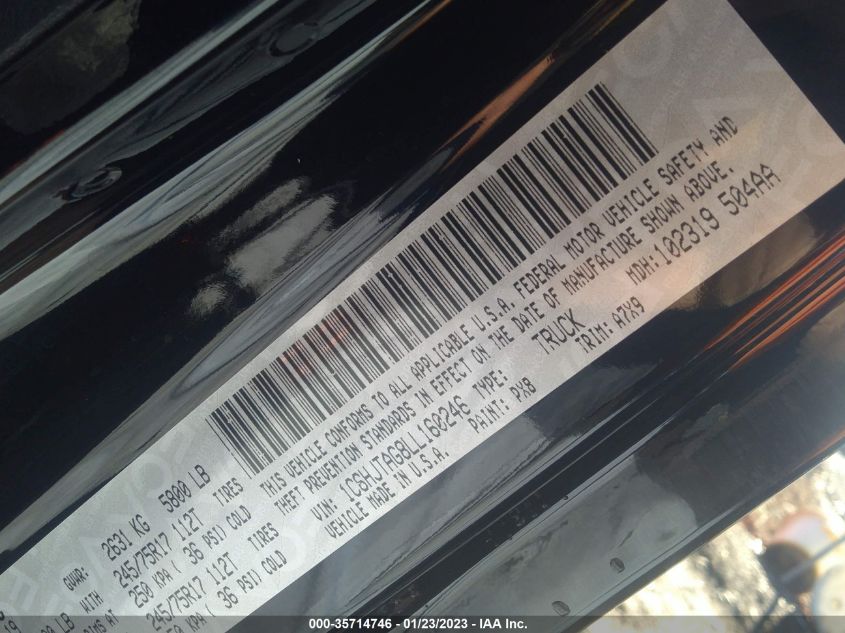 GVWR: 2631 KG 5800 LB
LB WITH 245/75R17 112T TIRES
AT 250 KPA ( 36 PSI) COLD
245/75R17 112T TIRES
KPA ( 36 PSI) COLD
THIS VEHICLE CONFORMS TO ALL APPLICABLE U.S.A. FEDERAL MOTOR VEHICLE SAFETY AND
THEFT PREVENTION STANDARDS IN EFFECT ON THE DATE OF MANUFACTURE SHOWN ABOVE.
VIN: 1C6HJTAG8LL160246 TYPE: TRUCK MDH: 102319 504AA
VEHICLE MADE IN U.S.A. PAINT: PX8 TRIM: A7X9
000-35714746 — 01/23/2023 — IAA Inc.